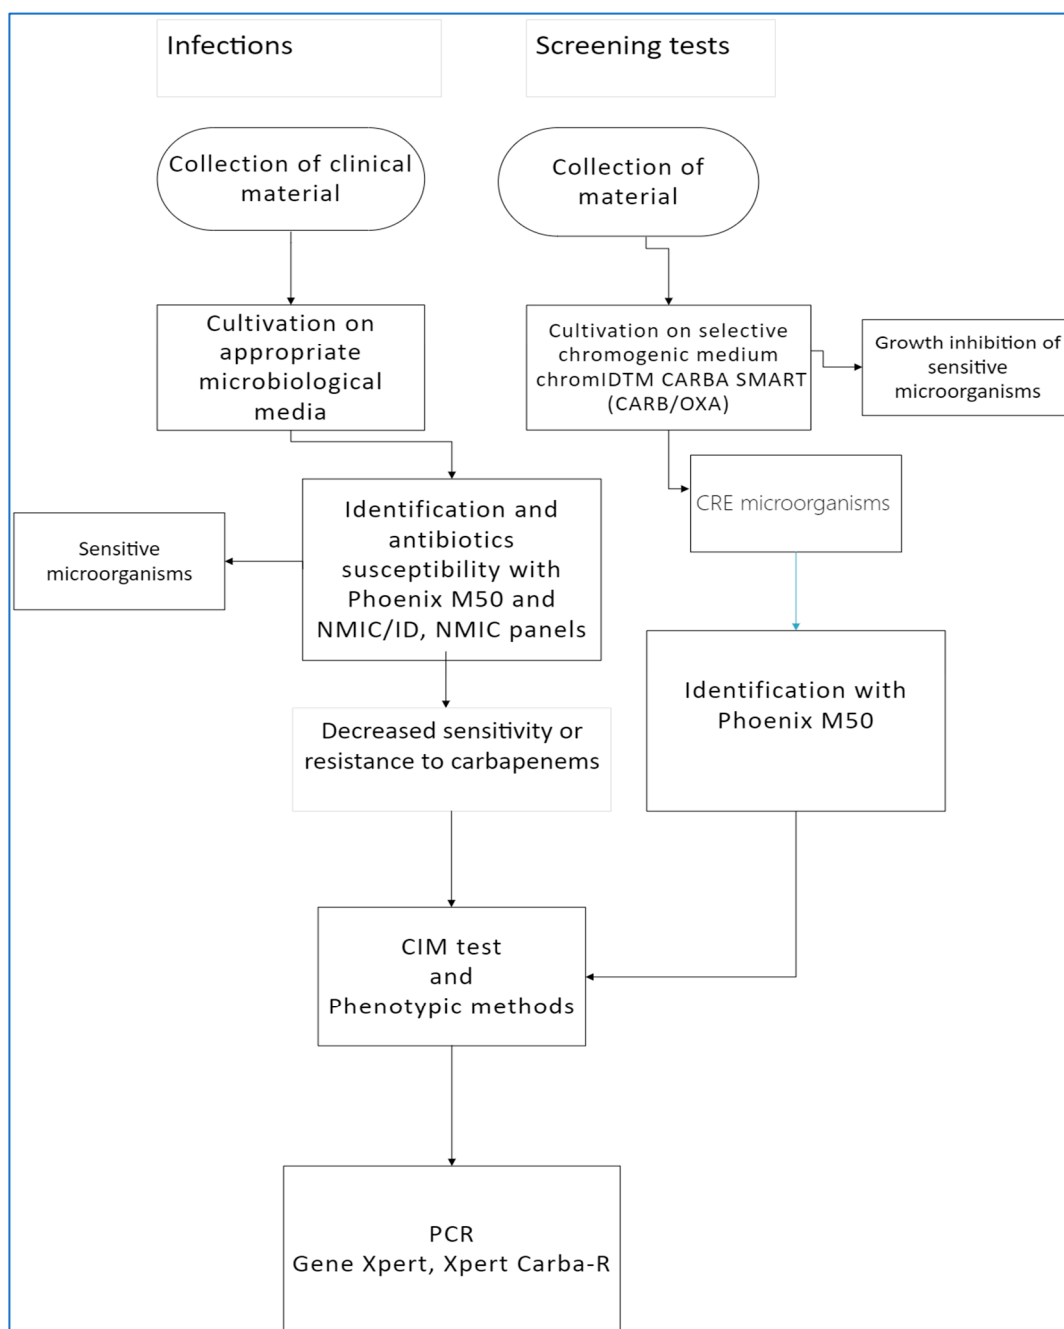 Infections
Screening tests
Collection of clinical
material
Collection of
material
Cultivation on
appropriate
microbiological
media
Cultivation on selective
chromogenic medium
chromIDTM CARBA SMART
(CARB/OXA)
Growth inhibition of
sensitive
microorganisms
CRE microorganisms
Identification and
antibiotics
susceptibility with
Phoenix M50 and
NMIC/ID, NMIC panels
Sensitive
microorganisms
Identification with
Phoenix M50
Decreased sensitivity or
resistance to carbapenems
CIM test
and
Phenotypic methods
PCR
Gene Xpert, Xpert Carba-R